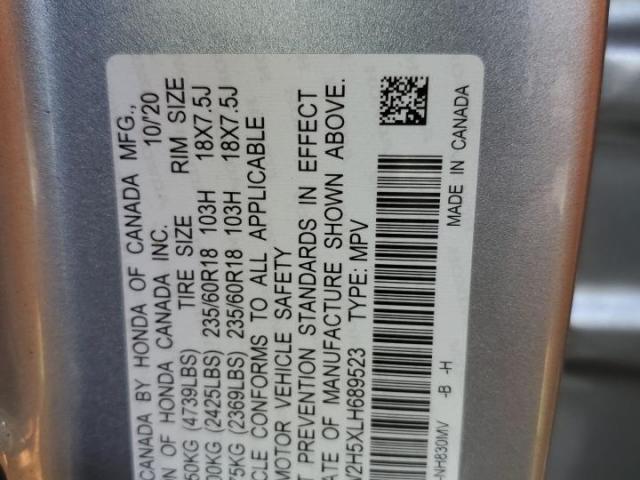 CANADA BY HONDA OF CANADA MFG.,
ON OF HONDA CANADA INC. 10/'20
50KG (4739LBS) TIRE SIZE RIM SIZE
00KG (2425LBS) 235/60R18 103H 18X7.5J
75KG (2369LBS) 235/60R18 103H 18X7.5J
CLE CONFORMS TO ALL APPLICABLE
MOTOR VEHICLE SAFETY
T PREVENTION STANDARDS IN EFFECT
ATE OF MANUFACTURE SHOWN ABOVE.
V2H5XLH689523 TYPE: MPV
-NH830MV -B -H
MADE IN CANADA